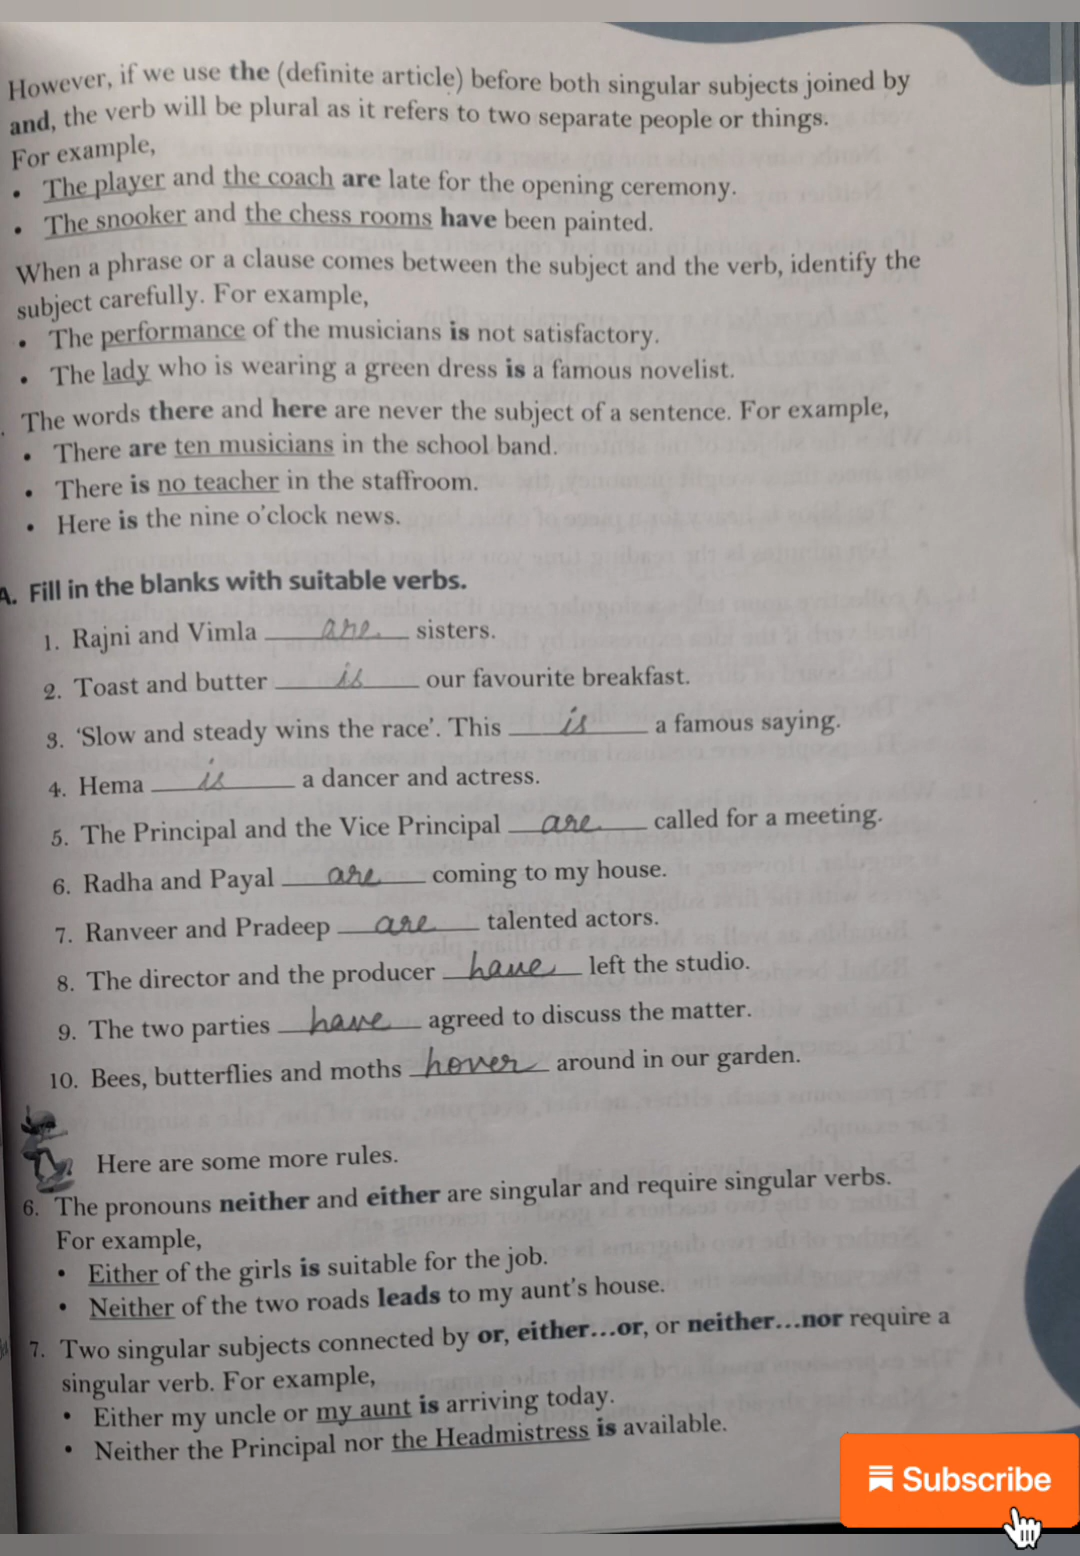 However, if we use the (definite article) before both singular subjects joined by
and, the verb will be plural as it refers to two separate people or things.
For example,
• The player and the coach are late for the opening ceremony.
• The snooker and the chess rooms have been painted.
When a phrase or a clause comes between the subject and the verb, identify the
subject carefully. For example,
• The performance of the musicians is not satisfactory.
• The lady who is wearing a green dress is a famous novelist.
. The words there and here are never the subject of a sentence. For example,
• There are ten musicians in the school band.
• There is no teacher in the staffroom.
• Here is the nine o'clock news.
A. Fill in the blanks with suitable verbs.
1. Rajni and Vimla are sisters.
2. Toast and butter is our favourite breakfast.
3. 'Slow and steady wins the race'. This is a famous saying.
4. Hema is a dancer and actress.
5. The Principal and the Vice Principal are called for a meeting.
6. Radha and Payal are coming to my house.
7. Ranveer and Pradeep are talented actors.
8. The director and the producer have left the studio.
9. The two parties have agreed to discuss the matter.
10. Bees, butterflies and moths hover around in our garden.
Here are some more rules.
6. The pronouns neither and either are singular and require singular verbs.
For example,
• Either of the girls is suitable for the job.
• Neither of the two roads leads to my aunt's house.
7. Two singular subjects connected by or, either...or, or neither...nor require a
singular verb. For example,
• Either my uncle or my aunt is arriving today.
• Neither the Principal nor the Headmistress is available.
Subscribe